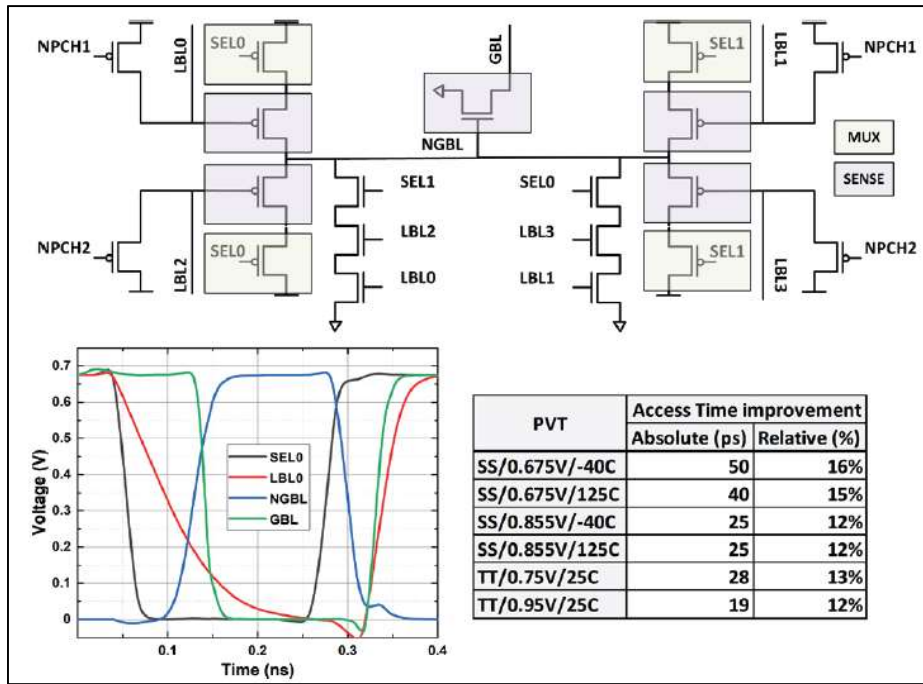 NPCH1
LBL0
SEL0
GBL
SEL1
LBL1
NPCH1
NGBL
MUX
SENSE
SEL1
SEL0
NPCH2
LBL2
SEL0
LBL2
LBL3
SEL1
LBL3
NPCH2
LBL0
LBL1
0.7
0.6
0.5
0.4
0.3
0.2
0.1
0
Voltage (V)
SEL0
LBL0
NGBL
GBL
0.1 0.2 0.3 0.4
Time (ns)
PVT Access Time improvement
Absolute (ps) Relative (%)
SS/0.675V/-40C 50 16%
SS/0.675V/125C 40 15%
SS/0.855V/-40C 25 12%
SS/0.855V/125C 25 12%
TT/0.75V/25C 28 13%
TT/0.95V/25C 19 12%